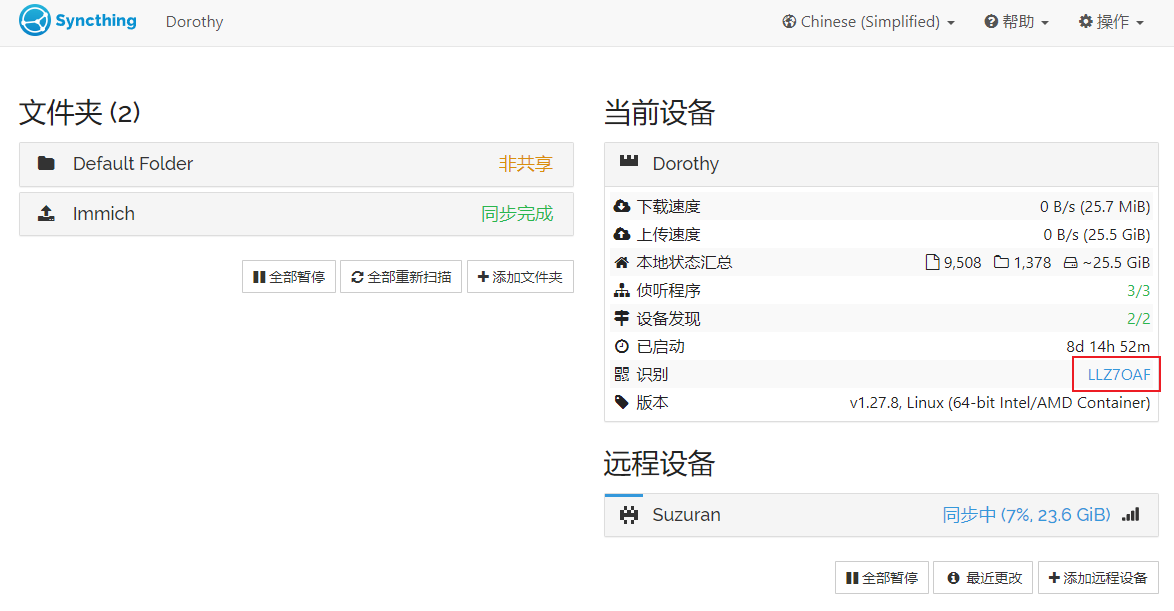 Syncthing Dorothy Chinese (Simplified) 帮助 操作
文件夹 (2)
Default Folder 非共享
Immich 同步完成
全部暂停 全部重新扫描 添加文件夹
当前设备
Dorothy
下载速度 0 B/s (25.7 MiB)
上传速度 0 B/s (25.5 GiB)
本地状态汇总 9,508 1,378 ~25.5 GiB
侦听程序 3/3
设备发现 2/2
已启动 8d 14h 52m
识别 LLZ7OAF
版本 v1.27.8, Linux (64-bit Intel/AMD Container)
远程设备
Suzuran 同步中 (7%, 23.6 GiB)
全部暂停 最近更改 添加远程设备